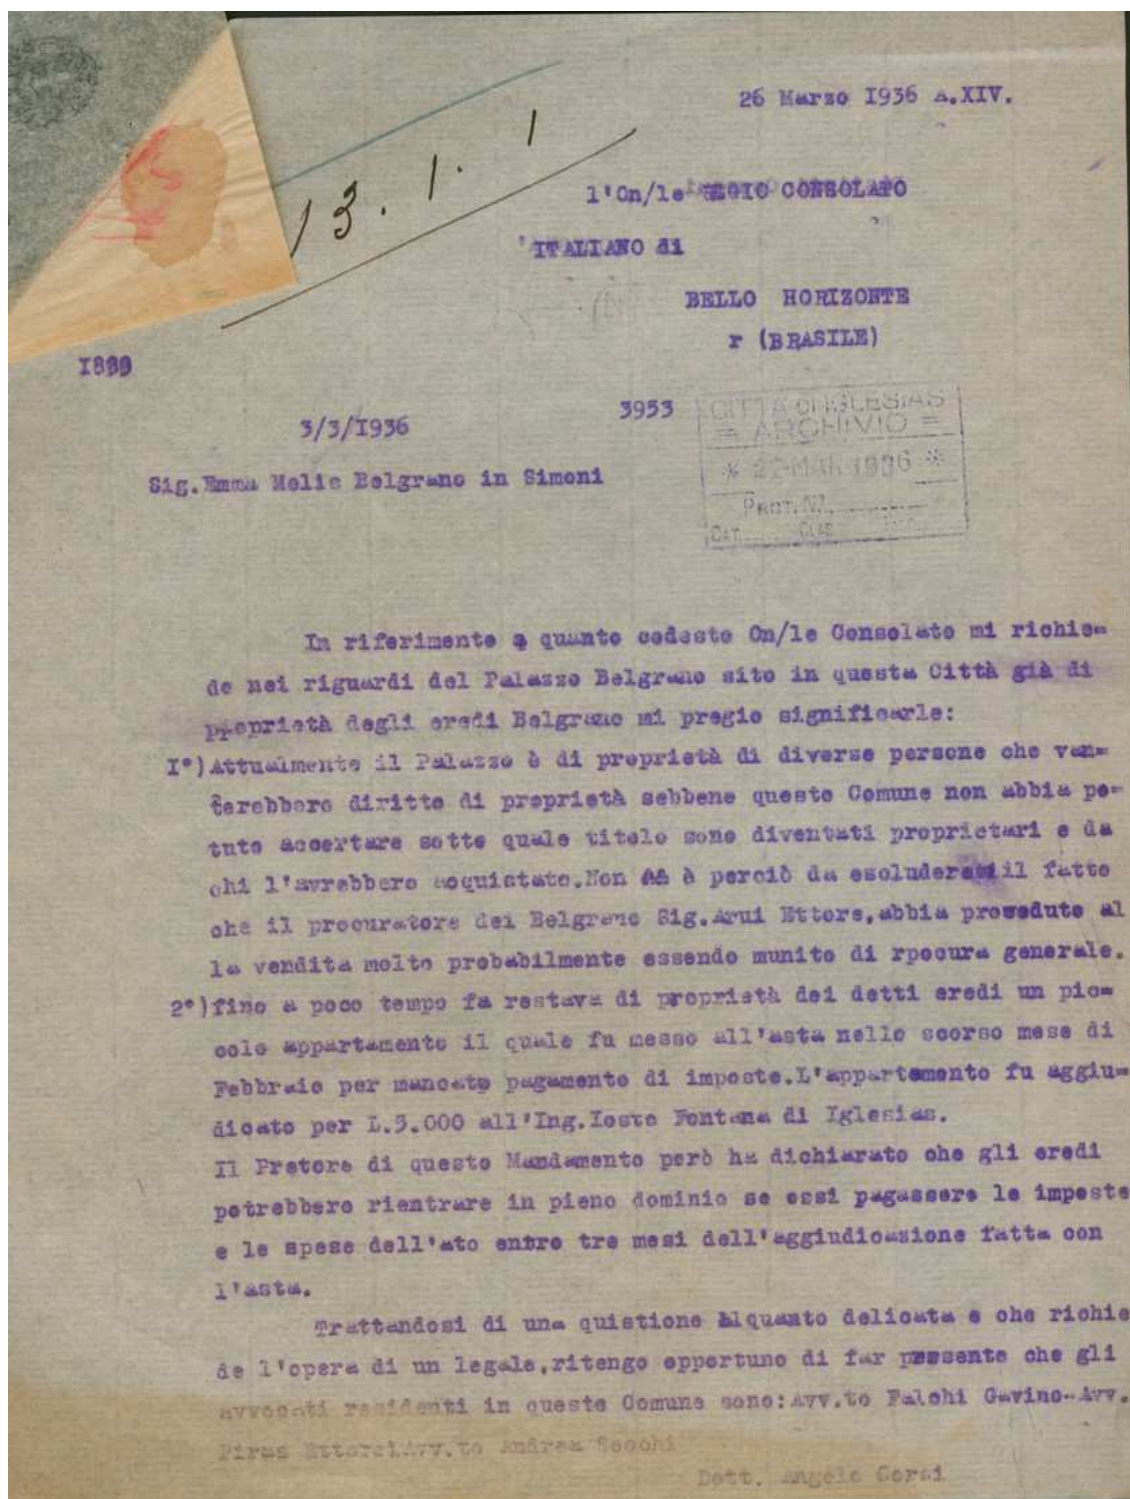 26 Marzo 1936 A.XIV.
13.1.1
l'On/le REGIO CONSOLATO
ITALIANO di
BELLO HORIZONTE
r (BRASILE)
3953
3/3/I936
CITTÀ DI IGLESIAS
= ARCHIVIO =
* 27 MAR 1936 *
PROT. N.
CAT. CLAS.
Sig.Emma Melis Belgrano in Simoni
In riferimento a quanto codesto On/le Consolato mi richie=
de nei riguardi del Palazzo Belgrano sito in questa Città già di
proprietà degli eredi Belgrano mi pregio significarle:
I°)Attualmente il Palazzo è di proprietà di diverse persone che van=
terebbero diritto di proprietà sebbene questo Comune non abbia po=
tuto accertare sotto quale titolo sono diventati proprietari e da
chi l'avrebbero acquistato.Non è perciò da escludere il fatto
che il procuratore dei Belgrano Sig.Arui Ettore,abbia proveduto al
la vendita molto probabilmente essendo munito di rpocura generale.
2°)fino a poco tempo fa restava di proprietà dei detti eredi un pic=
colo appartamento il quale fu messo all'asta nello scorso mese di
Febbraio per mancato pagamento di imposte.L'appartamento fu aggiu=
dicato per L.3.000 all'Ing.Ioste Fontana di Iglesias.
Il Pretore di questo Mandamento però ha dichiarato che gli eredi
potrebbero rientrare in pieno dominio se essi pagassero le imposte
e le spese dell'ato entro tre mesi dell'aggiudicazione fatta con
l'asta.
Trattandosi di una quistione alquanto delicata e che richie
de l'opera di un legale,ritengo opportuno di far presente che gli
avvocati residenti in questo Comune sono:Avv.to Falchi Gavino-Avv.
Piras Ettore Avv.to Andrea Secchi
Dott. Angelo Corsi